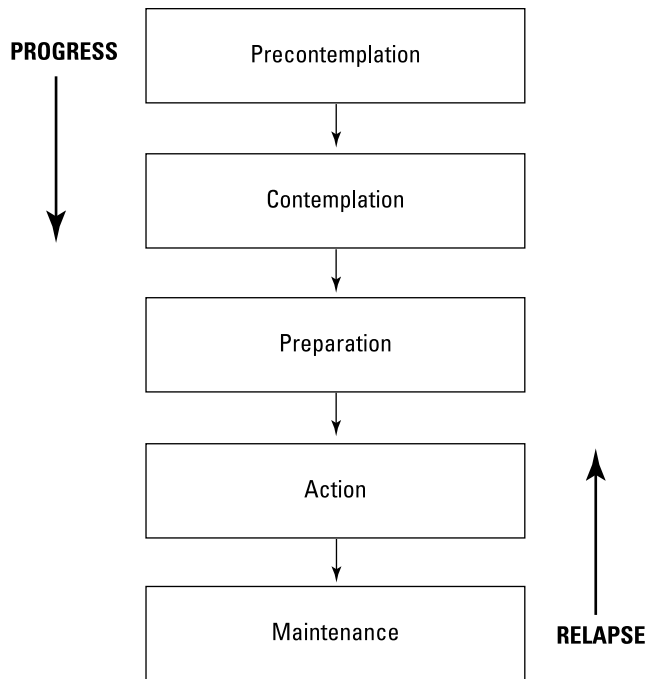 PROGRESS
Precontemplation
Contemplation
Preparation
Action
Maintenance
RELAPSE